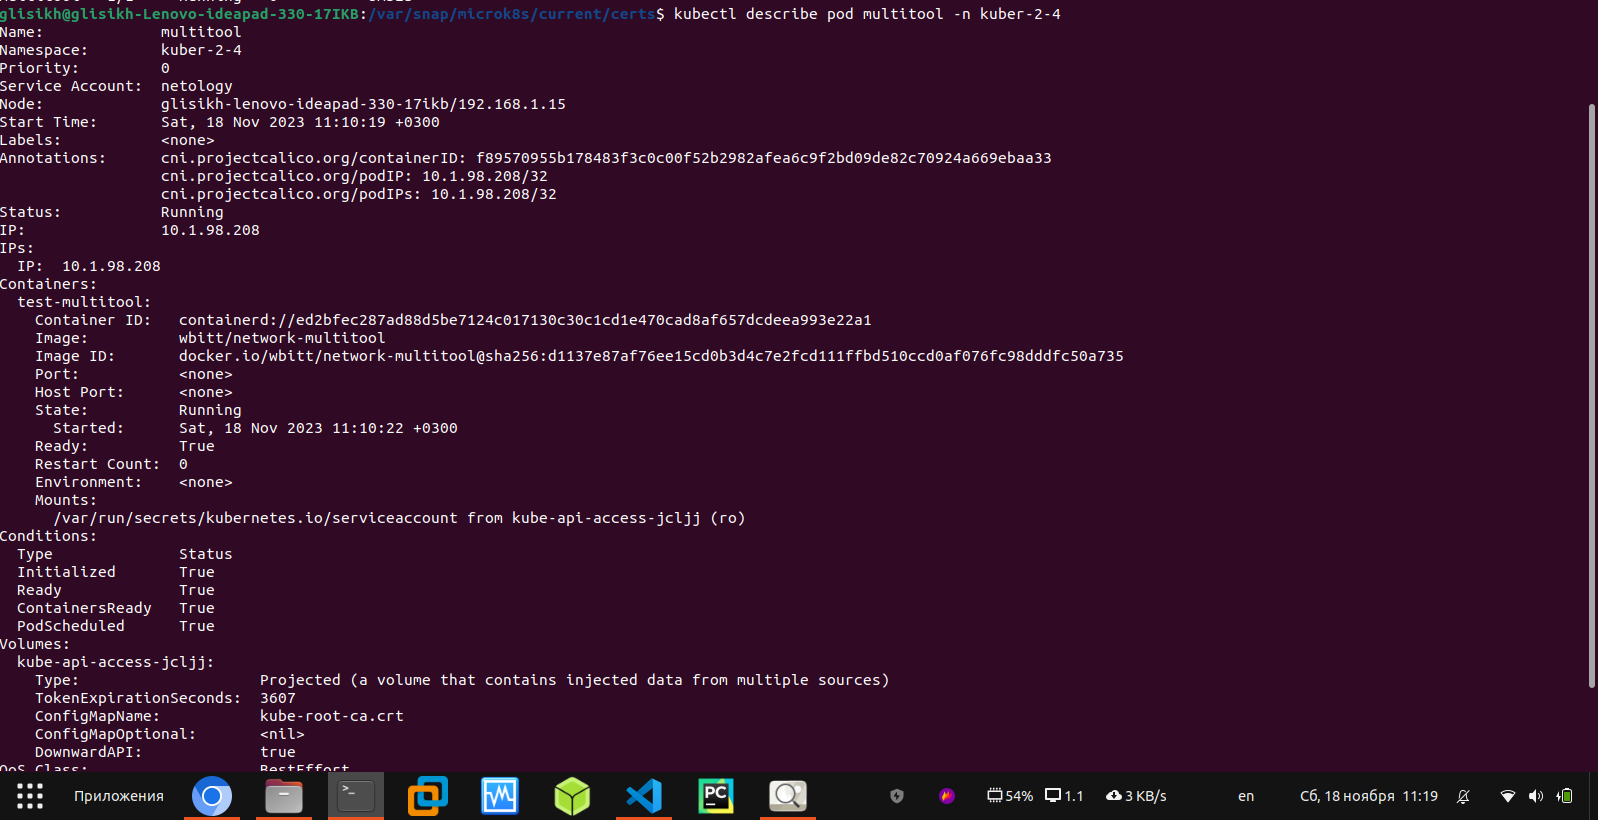 glisikh@glisikh-Lenovo-ideapad-330-17IKB:/var/snap/microk8s/current/certs$ kubectl describe pod multitool -n kuber-2-4
Name:             multitool
Namespace:        kuber-2-4
Priority:         0
Service Account:  netology
Node:             glisikh-lenovo-ideapad-330-17ikb/192.168.1.15
Start Time:       Sat, 18 Nov 2023 11:10:19 +0300
Labels:           <none>
Annotations:      cni.projectcalico.org/containerID: f89570955b178483f3c0c00f52b2982afea6c9f2bd09de82c70924a669ebaa33
                  cni.projectcalico.org/podIP: 10.1.98.208/32
                  cni.projectcalico.org/podIPs: 10.1.98.208/32
Status:           Running
IP:               10.1.98.208
IPs:
  IP:  10.1.98.208
Containers:
  test-multitool:
    Container ID:   containerd://ed2bfec287ad88d5be7124c017130c30c1cd1e470cad8af657dcdeea993e22a1
    Image:          wbitt/network-multitool
    Image ID:       docker.io/wbitt/network-multitool@sha256:d1137e87af76ee15cd0b3d4c7e2fcd111ffbd510ccd0af076fc98dddfc50a735
    Port:           <none>
    Host Port:      <none>
    State:          Running
      Started:      Sat, 18 Nov 2023 11:10:22 +0300
    Ready:          True
    Restart Count:  0
    Environment:    <none>
    Mounts:
      /var/run/secrets/kubernetes.io/serviceaccount from kube-api-access-jcljj (ro)
Conditions:
  Type              Status
  Initialized       True
  Ready             True
  ContainersReady   True
  PodScheduled      True
Volumes:
  kube-api-access-jcljj:
    Type:                    Projected (a volume that contains injected data from multiple sources)
    TokenExpirationSeconds:  3607
    ConfigMapName:           kube-root-ca.crt
    ConfigMapOptional:       <nil>
    DownwardAPI:             true
QoS Class:                   BestEffort
Приложения >_ PC 54% 1.1 3 KB/s en Сб, 18 ноября 11:19